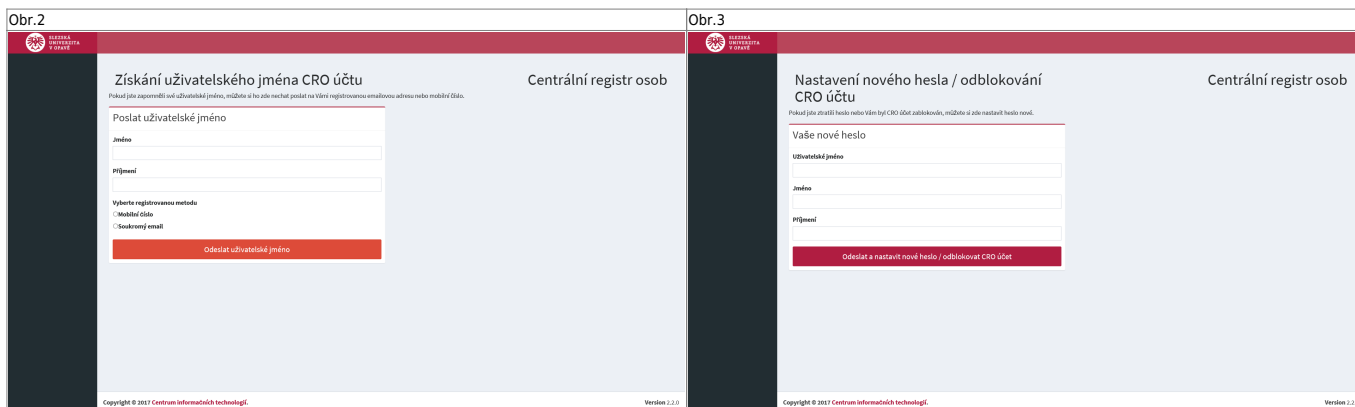 Obr.2
SLEZSKÁ
UNIVERZITA
V OPAVĚ
Získání uživatelského jména CRO účtu
Centrální registr osob
Pokud jste zapomněli své uživatelské jméno, můžete si ho zde nechat poslat na Vámi registrovanou emailovou adresu nebo mobilní číslo.
Poslat uživatelské jméno
Jméno
Příjmení
Vyberte registrovanou metodu
Mobilní číslo
Soukromý email
Odeslat uživatelské jméno
Copyright © 2017 Centrum informačních technologií.
Version 2.2.0
Obr.3
SLEZSKÁ
UNIVERZITA
V OPAVĚ
Nastavení nového hesla / odblokování
CRO účtu
Centrální registr osob
Pokud jste ztratili heslo nebo Vám byl CRO účet zablokován, můžete si zde nastavit heslo nové.
Vaše nové heslo
Uživatelské jméno
Jméno
Příjmení
Odeslat a nastavit nové heslo / odblokovat CRO účet
Copyright © 2017 Centrum informačních technologií.
Version 2.2